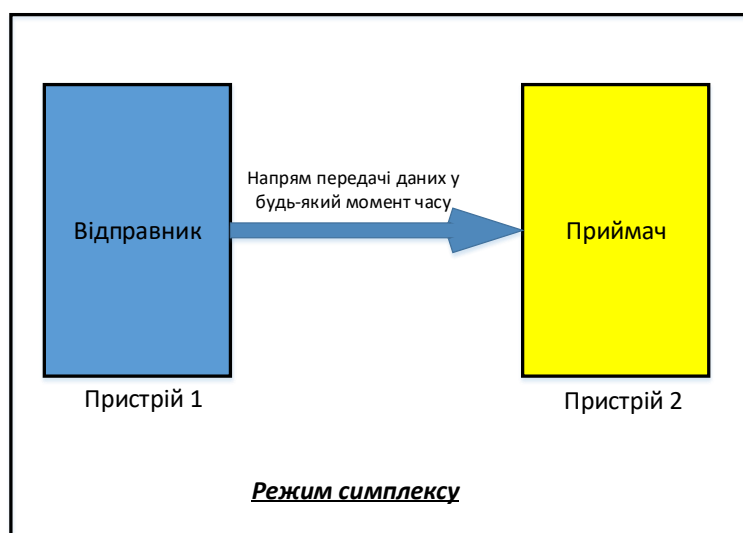 Напрям передачі даних у
будь-який момент часу
Відправник
Приймач
Пристрій 1
Пристрій 2
Режим симплексу